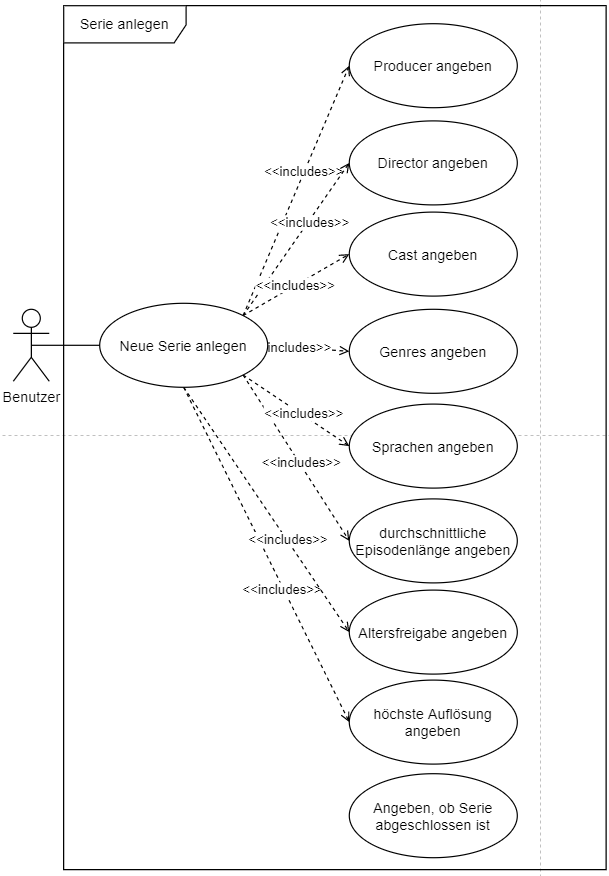 Serie anlegen
Producer angeben
Director angeben
<<includes>>
<<includes>>
Cast angeben
<<includes>>
Benutzer
Neue Serie anlegen
includes>>
Genres angeben
<<includes>>
Sprachen angeben
<<includes>>
durchschnittliche
Episodenlänge angeben
<<includes>>
<<includes>>
Altersfreigabe angeben
höchste Auflösung
angeben
Angeben, ob Serie
abgeschlossen ist